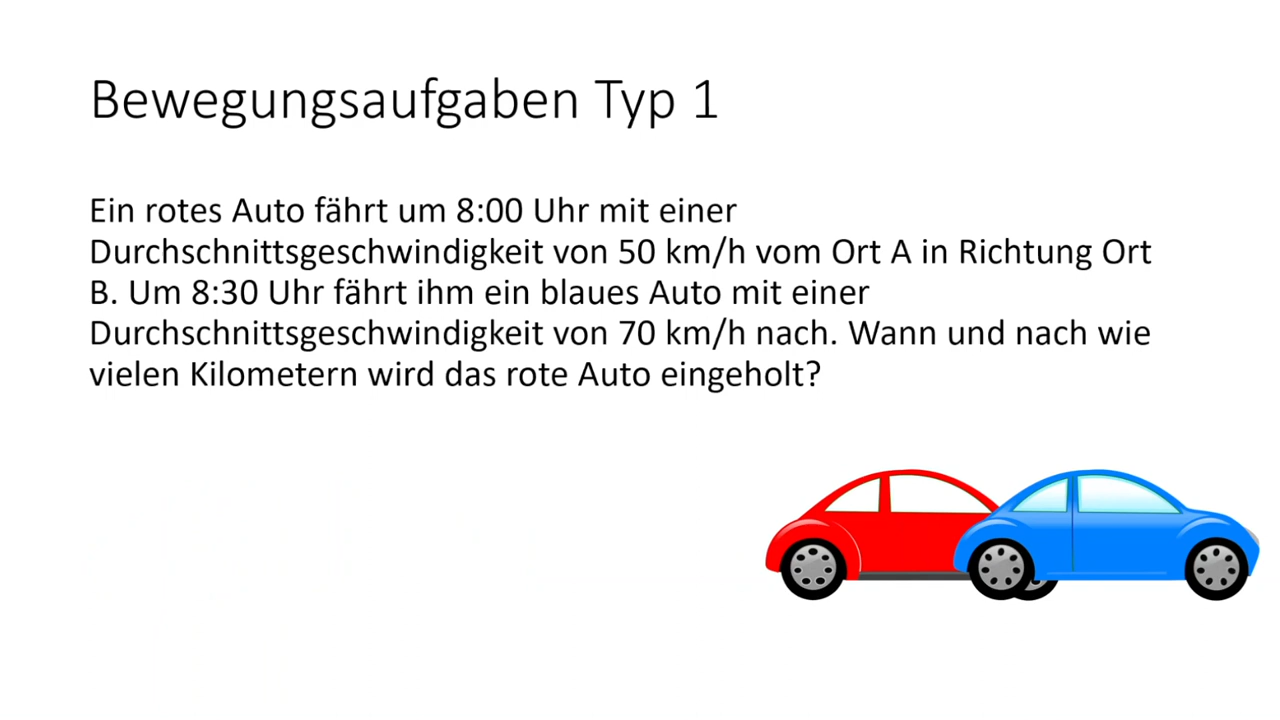 Bewegungsaufgaben Typ 1
Ein rotes Auto fährt um 8:00 Uhr mit einer
Durchschnittsgeschwindigkeit von 50 km/h vom Ort A in Richtung Ort
B. Um 8:30 Uhr fährt ihm ein blaues Auto mit einer
Durchschnittsgeschwindigkeit von 70 km/h nach. Wann und nach wie
vielen Kilometern wird das rote Auto eingeholt?